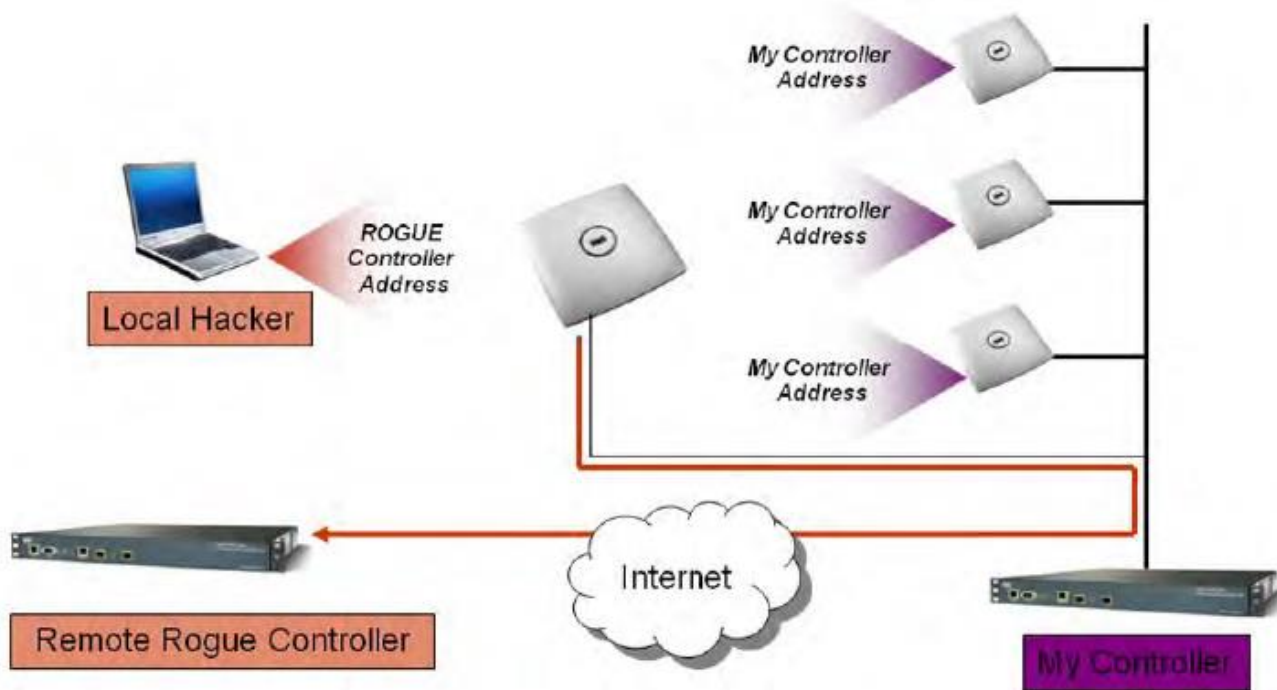 My Controller
Address
My Controller
Address
My Controller
Address
ROGUE
Controller
Address
Local Hacker
Internet
Remote Rogue Controller
My Controller